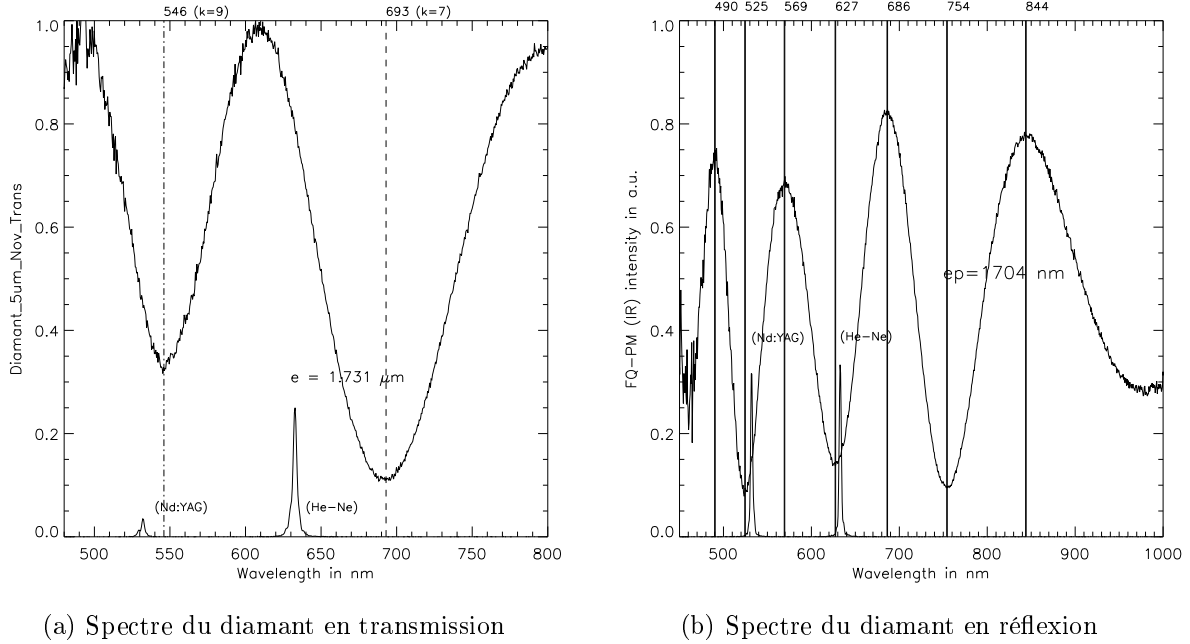 546 (k=9) 693 (k=7)
Diamant_5um_Nov_Trans
1.0
0.8
0.6
0.4
0.2
0.0
e = 1.731 μm
(Nd:YAG) (He-Ne)
500 550 600 650 700 750 800
Wavelength in nm
(a) Spectre du diamant en transmission
490 525 569 627 686 754 844
FQ-PM (IR) intensity in a.u.
1.0
0.8
0.6
0.4
0.2
0.0
ep=1704 nm
(Nd:YAG) (He-Ne)
500 600 700 800 900 1000
Wavelength in nm
(b) Spectre du diamant en réflexion